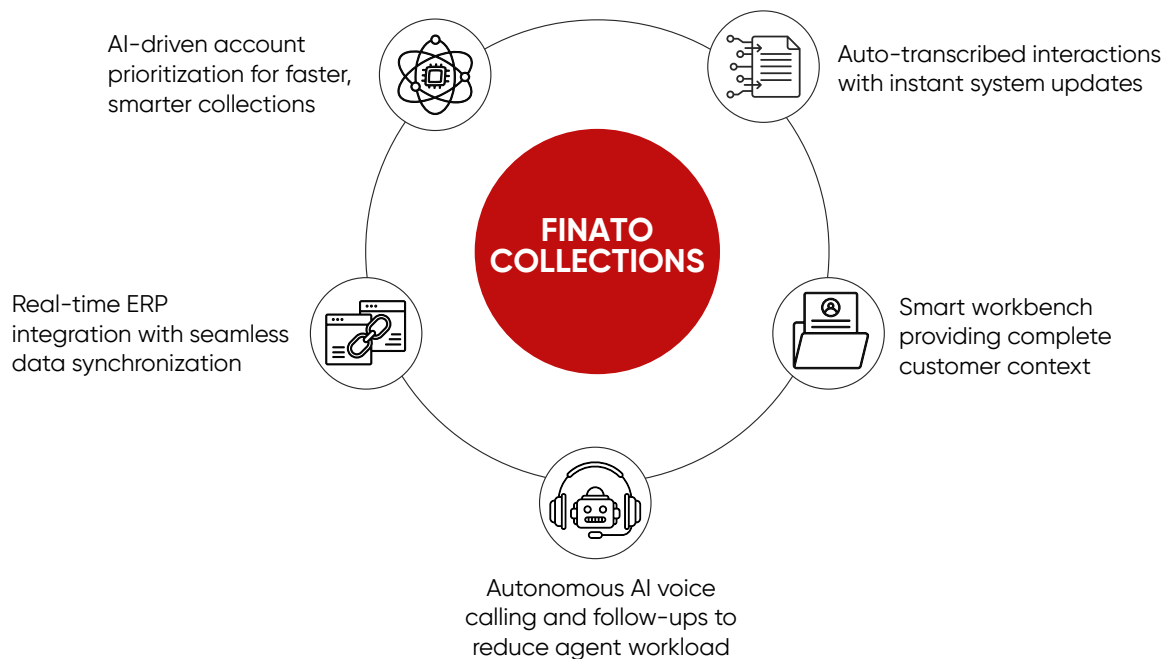 AI-driven account
prioritization for faster,
smarter collections
Auto-transcribed interactions
with instant system updates
FINATO
COLLECTIONS
Real-time ERP
integration with seamless
data synchronization
Smart workbench
providing complete
customer context
Autonomous AI voice
calling and follow-ups to
reduce agent workload